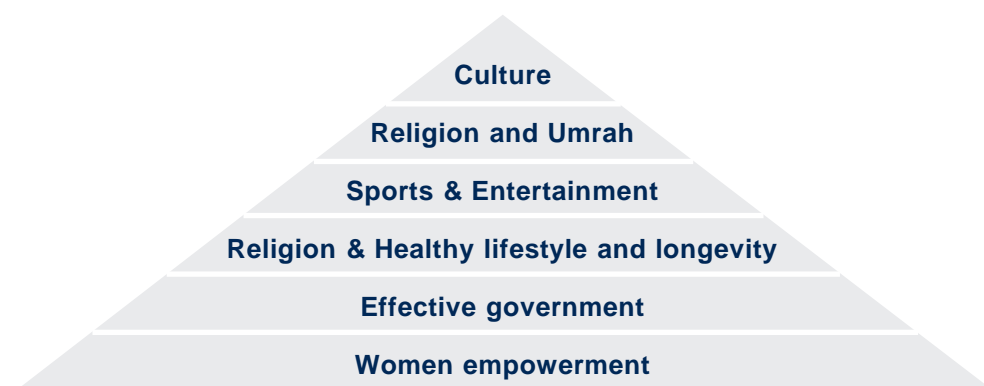 Culture
Religion and Umrah
Sports & Entertainment
Religion & Healthy lifestyle and longevity
Effective government
Women empowerment